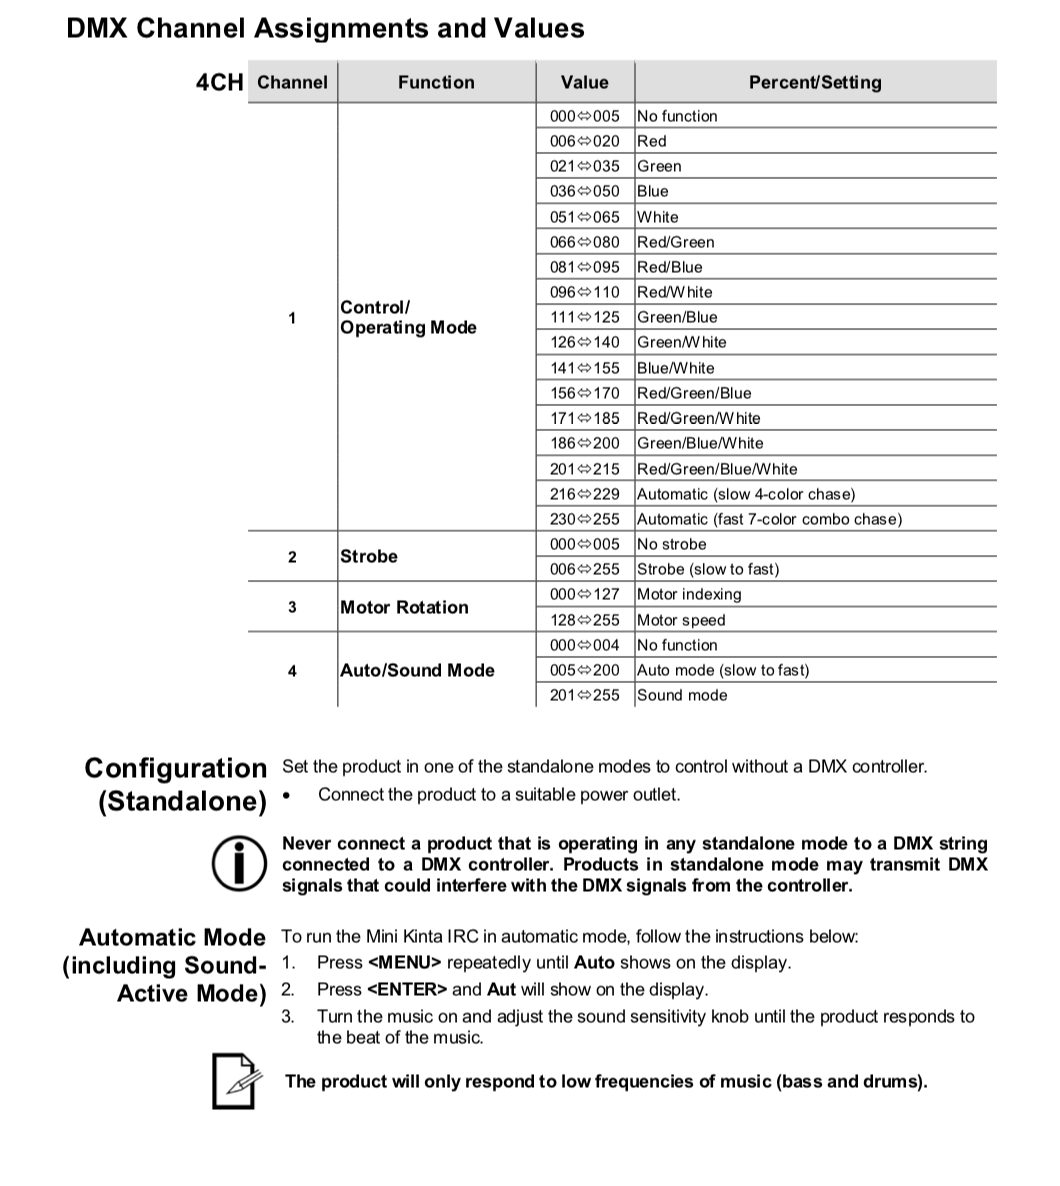 DMX Channel Assignments and Values
4CH Channel Function Value Percent/Setting
1 Control/
Operating Mode
000⇔005 No function
006⇔020 Red
021⇔035 Green
036⇔050 Blue
051⇔065 White
066⇔080 Red/Green
081⇔095 Red/Blue
096⇔110 Red/White
111⇔125 Green/Blue
126⇔140 Green/White
141⇔155 Blue/White
156⇔170 Red/Green/Blue
171⇔185 Red/Green/White
186⇔200 Green/Blue/White
201⇔215 Red/Green/Blue/White
216⇔229 Automatic (slow 4-color chase)
230⇔255 Automatic (fast 7-color combo chase)
2 Strobe
000⇔005 No strobe
006⇔255 Strobe (slow to fast)
3 Motor Rotation
000⇔127 Motor indexing
128⇔255 Motor speed
4 Auto/Sound Mode
000⇔004 No function
005⇔200 Auto mode (slow to fast)
201⇔255 Sound mode
Configuration
(Standalone)
Set the product in one of the standalone modes to control without a DMX controller.
• Connect the product to a suitable power outlet.
Never connect a product that is operating in any standalone mode to a DMX string
connected to a DMX controller. Products in standalone mode may transmit DMX
signals that could interfere with the DMX signals from the controller.
Automatic Mode
(including Sound-
Active Mode)
To run the Mini Kinta IRC in automatic mode, follow the instructions below:
1. Press <MENU> repeatedly until Auto shows on the display.
2. Press <ENTER> and Aut will show on the display.
3. Turn the music on and adjust the sound sensitivity knob until the product responds to
the beat of the music.
The product will only respond to low frequencies of music (bass and drums).